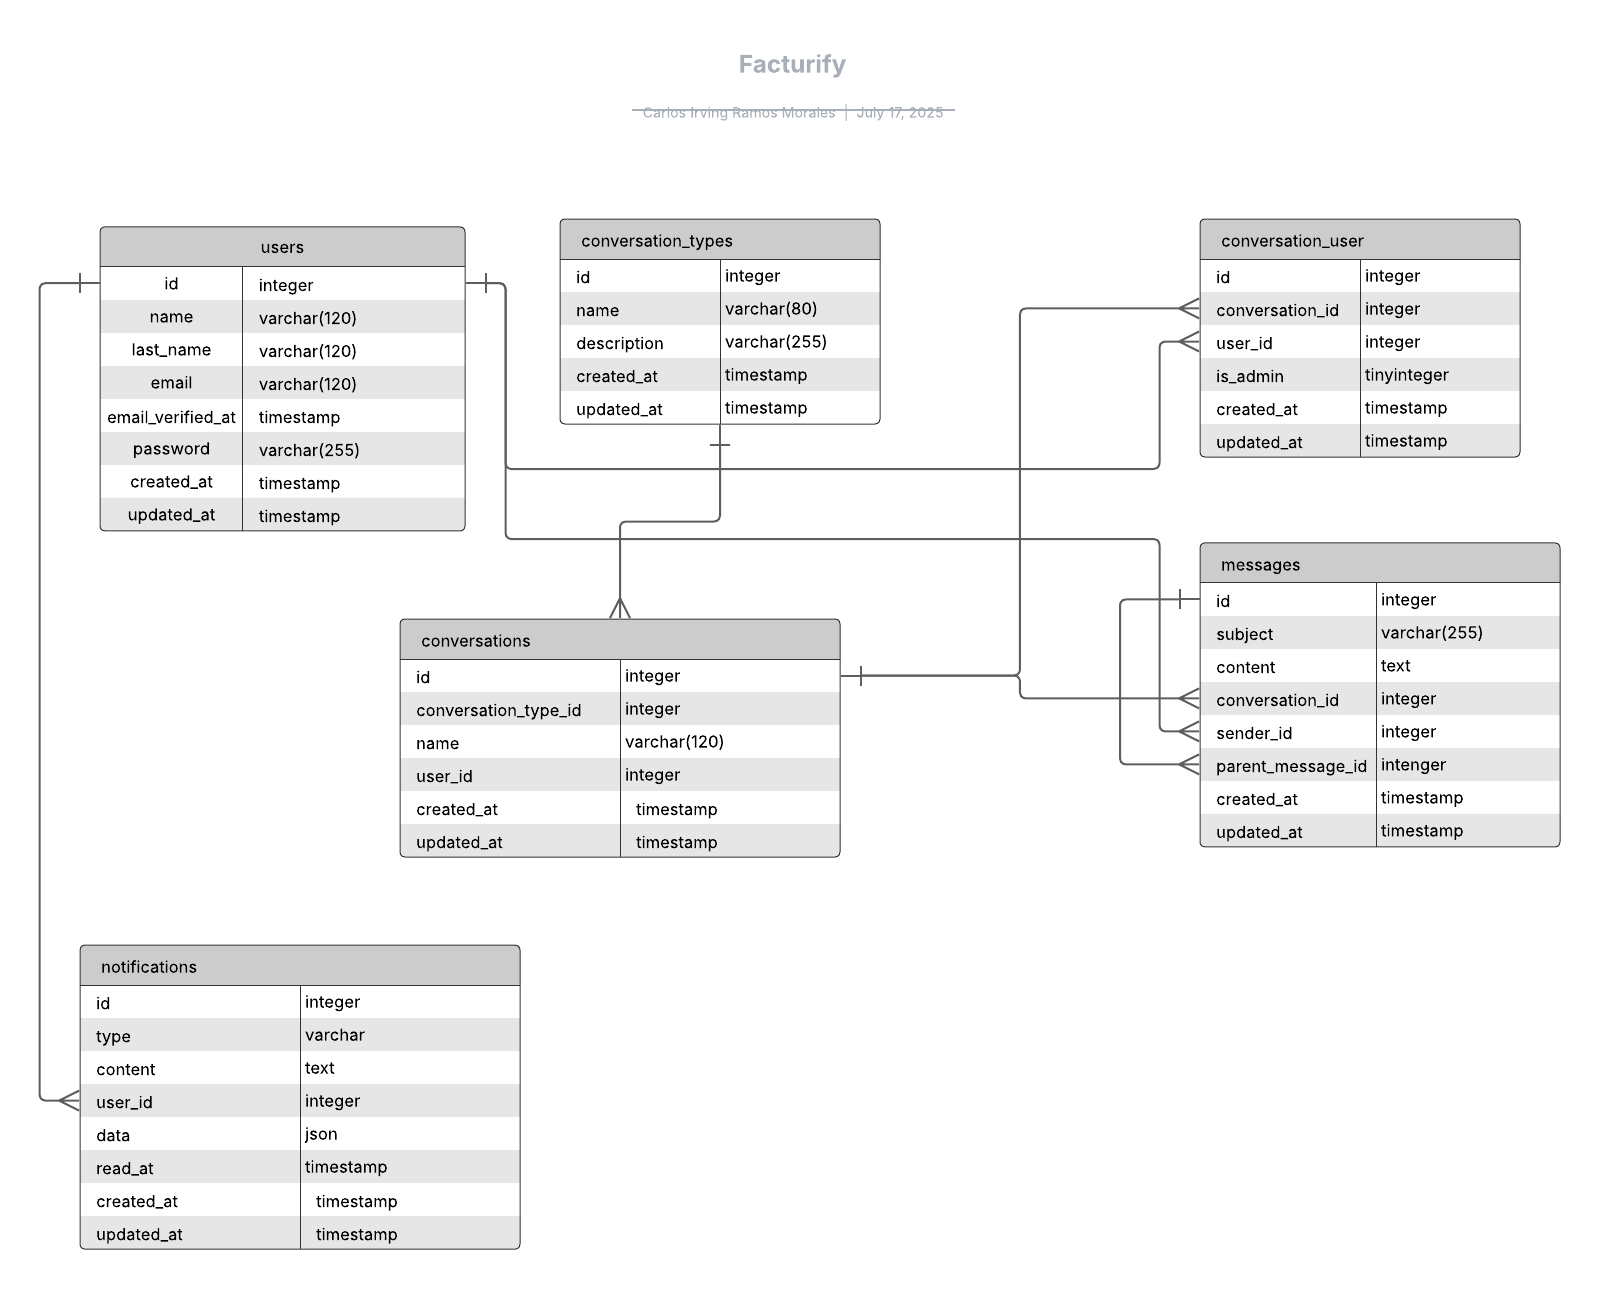 Facturify
Carlos Irving Ramos Morales | July 17, 2025
users
id integer
name varchar(120)
last_name varchar(120)
email varchar(120)
email_verified_at timestamp
password varchar(255)
created_at timestamp
updated_at timestamp
conversation_types
id integer
name varchar(80)
description varchar(255)
created_at timestamp
updated_at timestamp
conversation_user
id integer
conversation_id integer
user_id integer
is_admin tinyinteger
created_at timestamp
updated_at timestamp
conversations
id integer
conversation_type_id integer
name varchar(120)
user_id integer
created_at timestamp
updated_at timestamp
messages
id integer
subject varchar(255)
content text
conversation_id integer
sender_id integer
parent_message_id intenger
created_at timestamp
updated_at timestamp
notifications
id integer
type varchar
content text
user_id integer
data json
read_at timestamp
created_at timestamp
updated_at timestamp